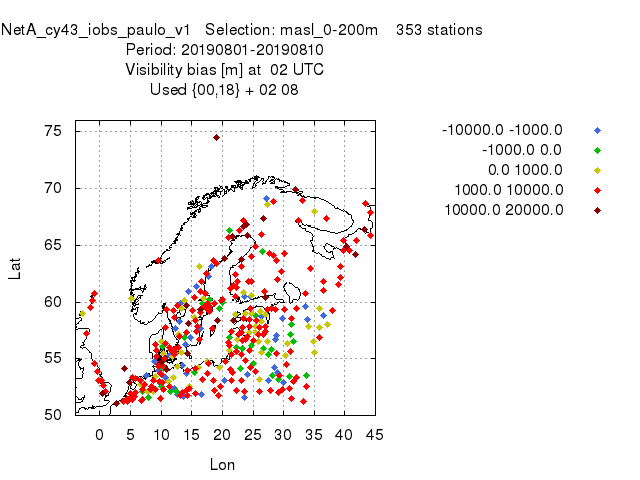 NetA_cy43_iobs_paulo_v1 Selection: masl_0-200m 353 stations
Period: 20190801-20190810
Visibility bias [m] at 02 UTC
Used {00,18} + 02 08
-10000.0 -1000.0
-1000.0 0.0
0.0 1000.0
1000.0 10000.0
10000.0 20000.0
75
70
65
60
55
50
Lat
0 5 10 15 20 25 30 35 40 45
Lon